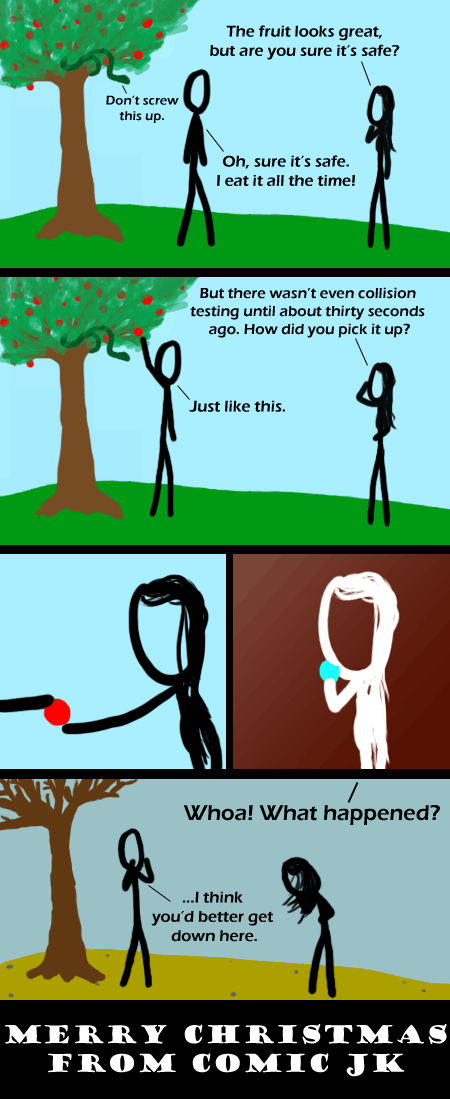 The fruit looks great,
but are you sure it's safe?
Don't screw
this up.
Oh, sure it's safe.
I eat it all the time!
But there wasn't even collision
testing until about thirty seconds
ago. How did you pick it up?
Just like this.
Whoa! What happened?
...I think
you'd better get
down here.
MERRY CHRISTMAS
FROM COMIC JK